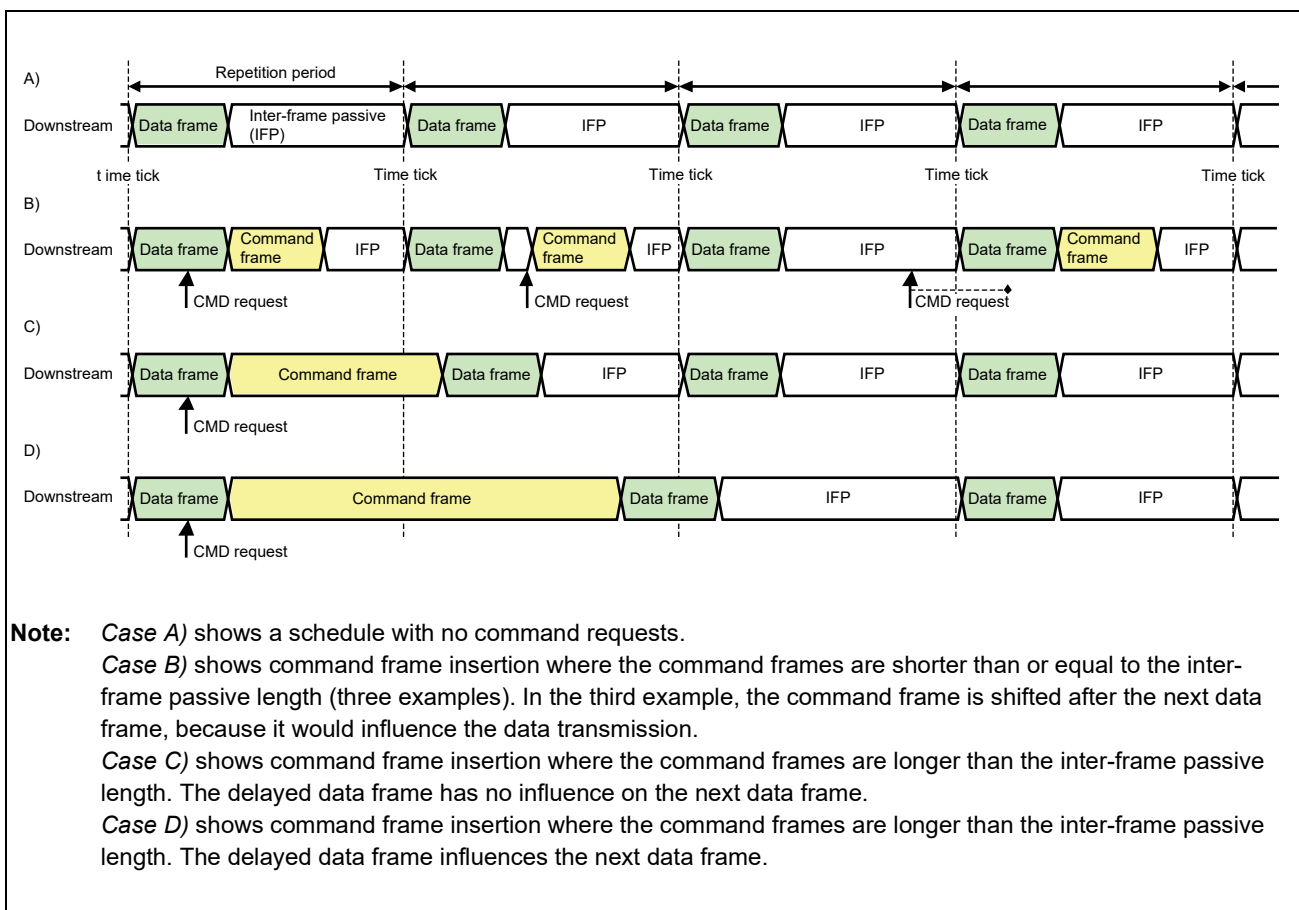 A)
Repetition period
Downstream
Data frame
Inter-frame passive
(IFP)
Data frame
IFP
Data frame
IFP
Data frame
IFP
t ime tick
Time tick
Time tick
Time tick
Time tick
B)
Downstream
Data frame
Command
frame
IFP
Data frame
Command
frame
IFP
Data frame
IFP
Data frame
Command
frame
IFP
CMD request
CMD request
CMD request
C)
Downstream
Data frame
Command frame
Data frame
IFP
Data frame
IFP
Data frame
IFP
CMD request
D)
Downstream
Data frame
Command frame
Data frame
IFP
Data frame
IFP
CMD request
Note: Case A) shows a schedule with no command requests.
Case B) shows command frame insertion where the command frames are shorter than or equal to the inter-
frame passive length (three examples). In the third example, the command frame is shifted after the next data
frame, because it would influence the data transmission.
Case C) shows command frame insertion where the command frames are longer than the inter-frame passive
length. The delayed data frame has no influence on the next data frame.
Case D) shows command frame insertion where the command frames are longer than the inter-frame passive
length. The delayed data frame influences the next data frame.